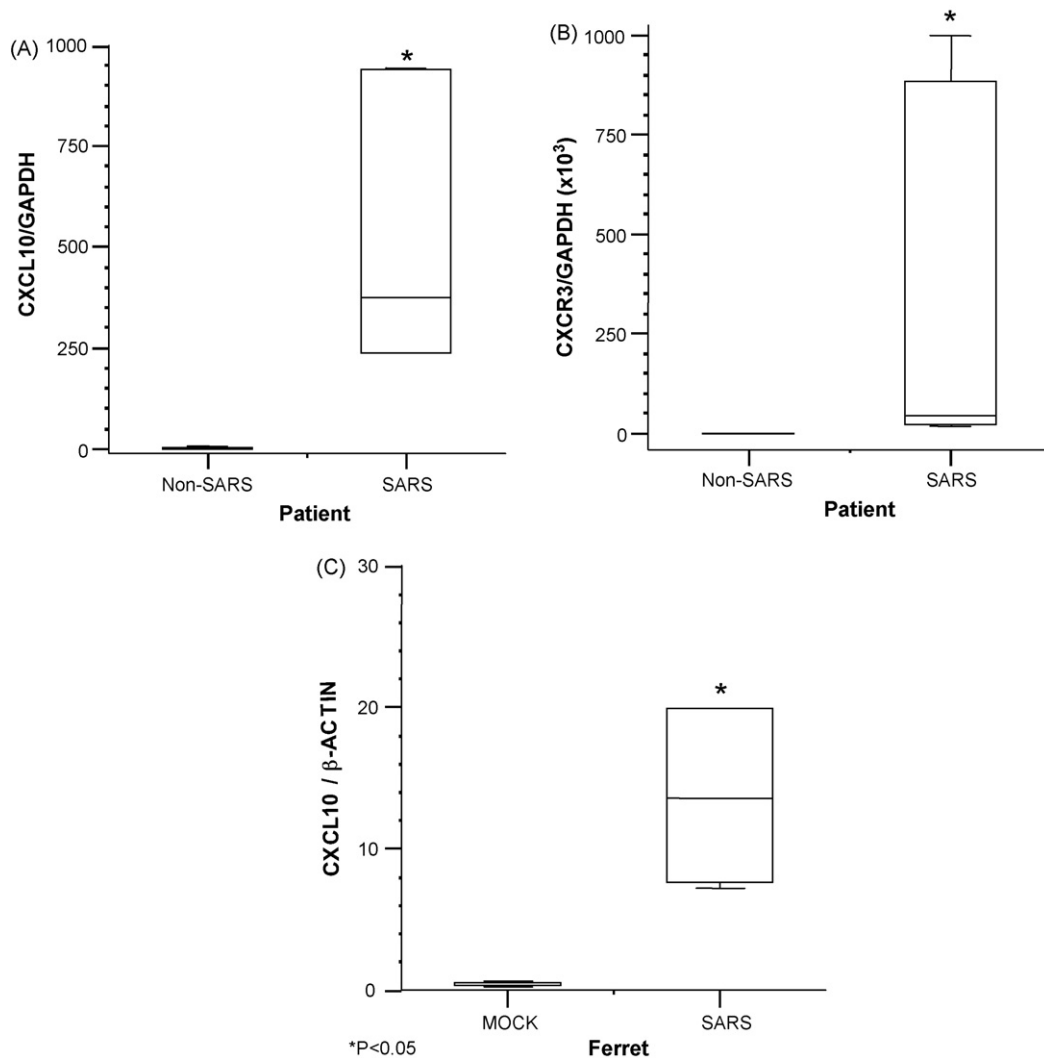 (A)
1000
750
500
250
0
CXCL10/GAPDH
*
Non-SARS
SARS
Patient
(B)
1000
750
500
250
0
CXCR3/GAPDH (x10³)
*
Non-SARS
SARS
Patient
(C)
30
20
10
0
CXCL10 / β-ACTIN
*
MOCK
SARS
*P<0.05
Ferret